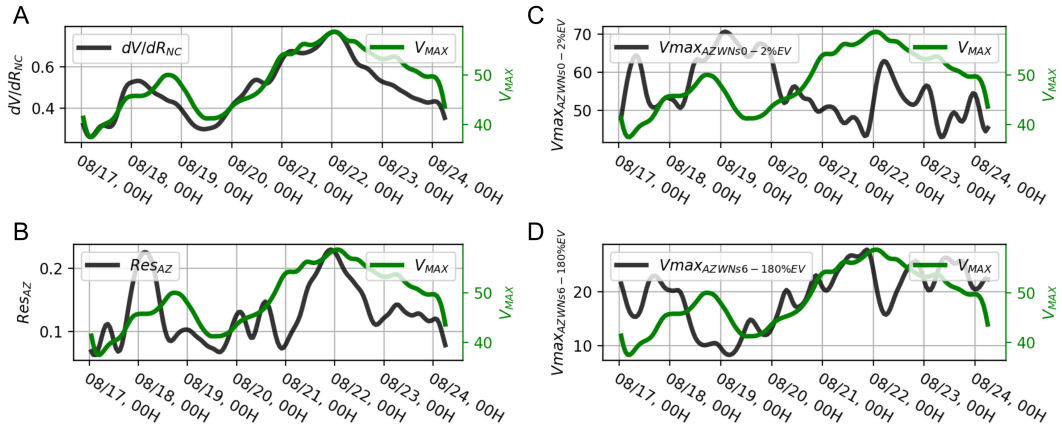 A
dV/dR_NC
V_MAX
dV/dR_NC
0.6
0.4
50
40
V_MAX
08/17, 00H
08/18, 00H
08/19, 00H
08/20, 00H
08/21, 00H
08/22, 00H
08/23, 00H
08/24, 00H
C
Vmax_AZWNs0−2%EV
V_MAX
Vmax_AZWNs0−2%EV
70
60
50
50
40
V_MAX
08/17, 00H
08/18, 00H
08/19, 00H
08/20, 00H
08/21, 00H
08/22, 00H
08/23, 00H
08/24, 00H
B
Res_AZ
V_MAX
Res_AZ
0.2
0.1
50
40
V_MAX
08/17, 00H
08/18, 00H
08/19, 00H
08/20, 00H
08/21, 00H
08/22, 00H
08/23, 00H
08/24, 00H
D
Vmax_AZWNs6−180%EV
V_MAX
Vmax_AZWNs6−180%EV
20
10
50
40
V_MAX
08/17, 00H
08/18, 00H
08/19, 00H
08/20, 00H
08/21, 00H
08/22, 00H
08/23, 00H
08/24, 00H